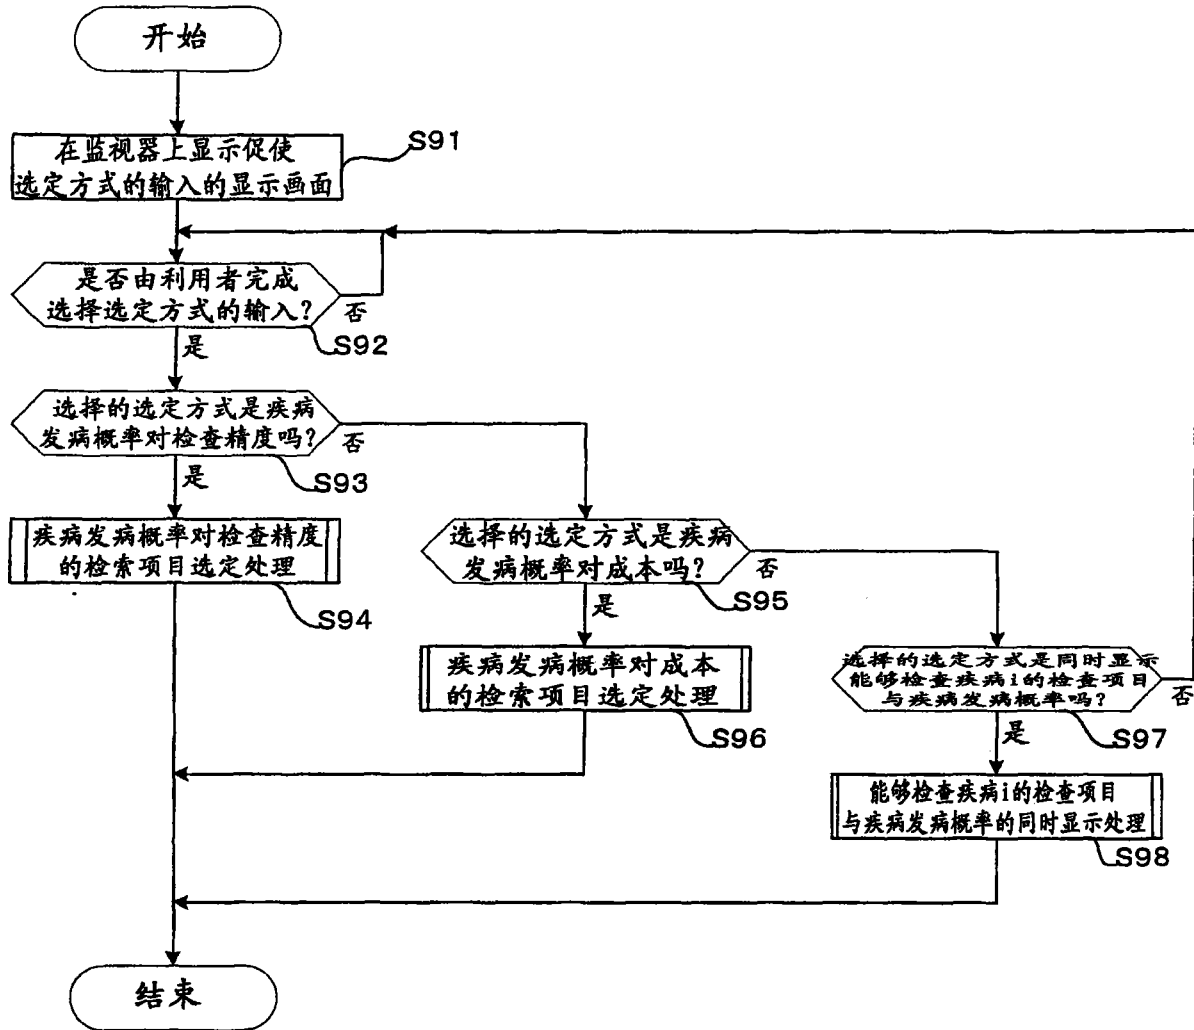 开始
在监视器上显示促使
选定方式的输入的显示画面
S91
是否由利用者完成
选择选定方式的输入?
否
S92
是
选择的选定方式是疾病
发病概率对检查精度吗?
否
S93
是
疾病发病概率对检查精度
的检索项目选定处理
S94
选择的选定方式是疾病
发病概率对成本吗?
否
S95
是
疾病发病概率对成本
的检索项目选定处理
S96
选择的选定方式是同时显示
能够检查疾病i的检查项目
与疾病发病概率吗?
否
S97
是
能够检查疾病i的检查项目
与疾病发病概率的同时显示处理
S98
结束